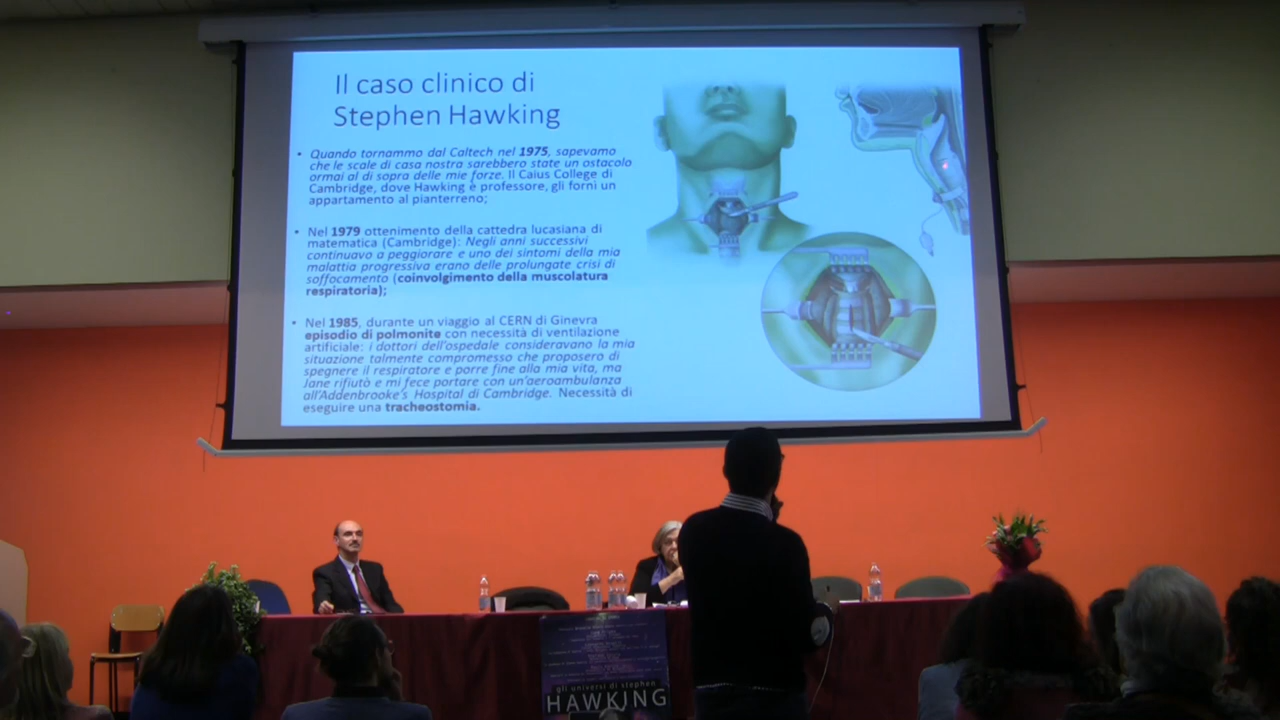 Il caso clinico di
Stephen Hawking
• Quando tornammo dal Caltech nel 1975, sapevamo
che le scale di casa nostra sarebbero state un ostacolo
ormai al di sopra delle mie forze. Il Caius College di
Cambridge, dove Hawking è professore, gli fornì un
appartamento al pianterreno;
• Nel 1979 ottenimento della cattedra lucasiana di
matematica (Cambridge): Negli anni successivi
continuavo a peggiorare e uno dei sintomi della mia
malattia progressiva erano delle prolungate crisi di
soffocamento (coinvolgimento della muscolatura
respiratoria);
• Nel 1985, durante un viaggio al CERN di Ginevra
episodio di polmonite con necessità di ventilazione
artificiale: i dottori dell'ospedale consideravano la mia
situazione talmente compromesso che proposero di
spegnere il respiratore e porre fine alla mia vita, ma
Jane rifiutò e mi fece portare con un'aeroambulanza
all'Addenbrooke's Hospital di Cambridge. Necessità di
eseguire una tracheostomia.
gli universi di stephen
HAWKING